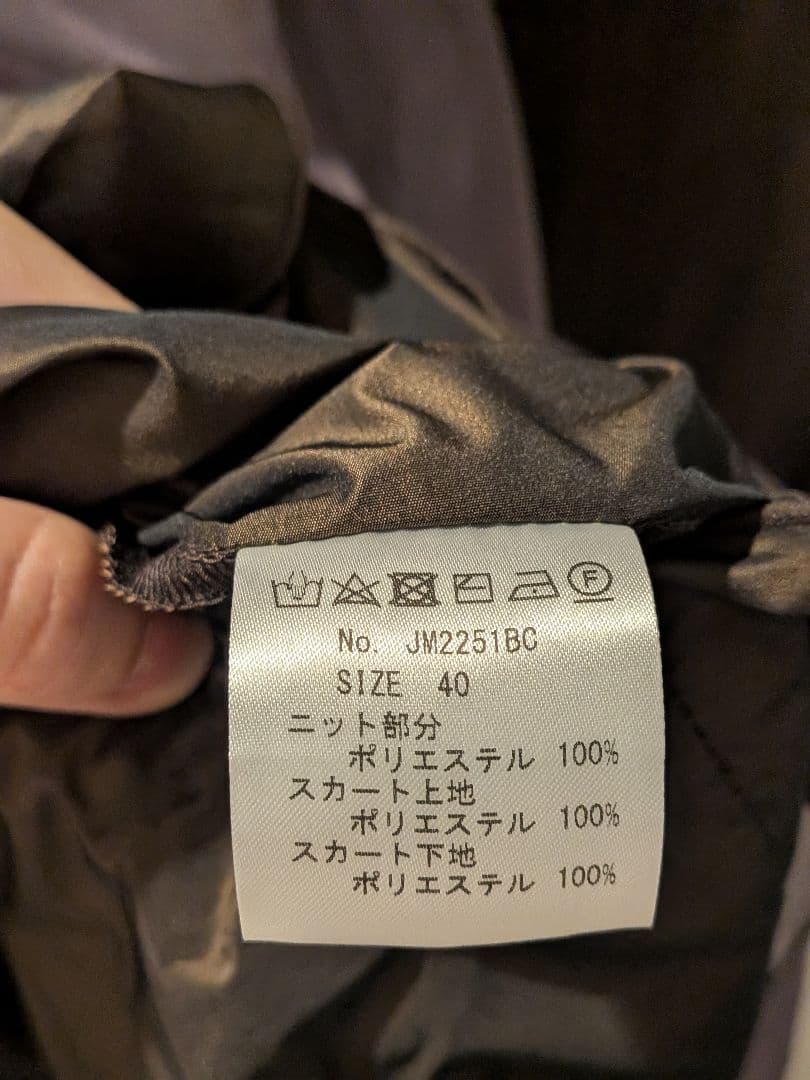 F
No. JM2251BC
SIZE 40
ニット部分
ポリエステル 100%
スカート上地
ポリエステル 100%
スカート下地
ポリエステル 100%